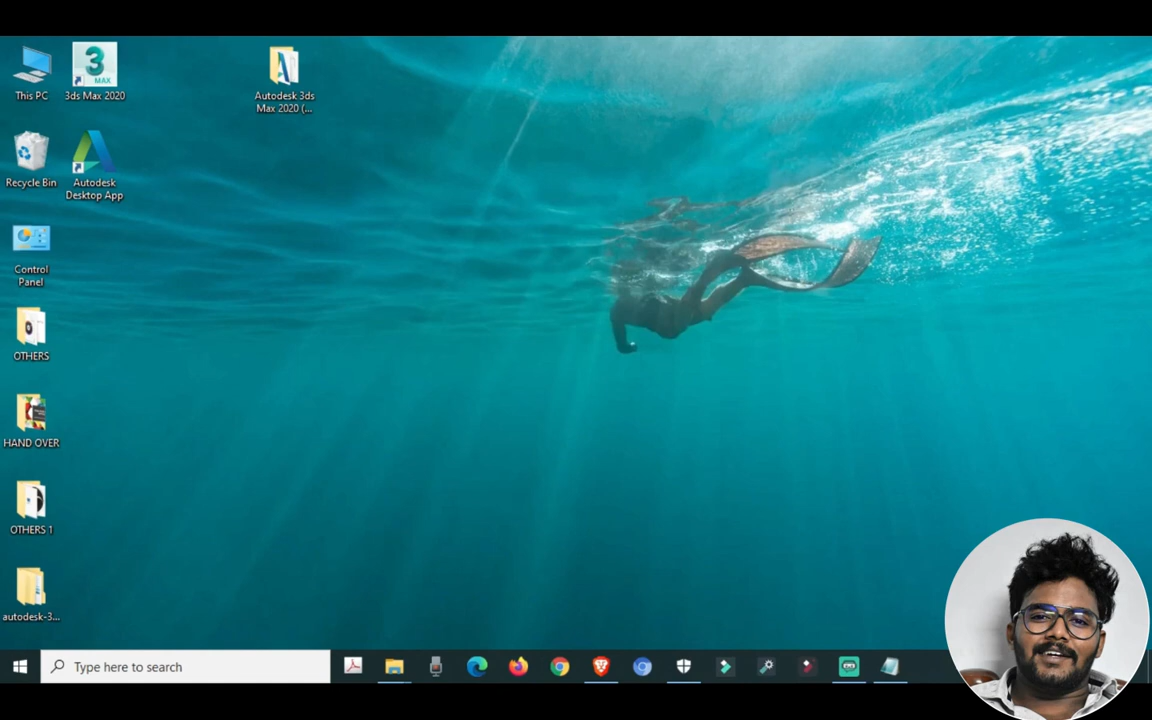 This PC
3
MAX
3ds Max 2020
Autodesk 3ds
Max 2020 (...
Recycle Bin
Autodesk
Desktop App
Control
Panel
OTHERS
HAND OVER
OTHERS 1
autodesk-3...
Type here to search